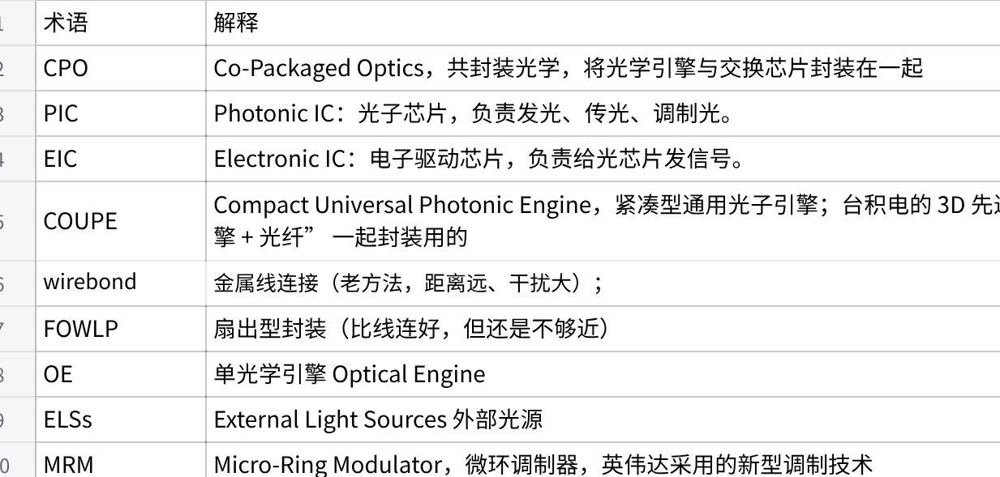 术语 解释
2 CPO Co-Packaged Optics，共封装光学，将光学引擎与交换芯片封装在一起
3 PIC Photonic IC：光子芯片，负责发光、传光、调制光。
4 EIC Electronic IC：电子驱动芯片，负责给光芯片发信号。
5 COUPE Compact Universal Photonic Engine，紧凑型通用光子引擎；台积电的 3D 先
擎 + 光纤” 一起封装用的
6 wirebond 金属线连接（老方法，距离远、干扰大）；
7 FOWLP 扇出型封装（比线连好，但还是不够近）
8 OE 单光学引擎 Optical Engine
9 ELSs External Light Sources 外部光源
0 MRM Micro-Ring Modulator，微环调制器，英伟达采用的新型调制技术